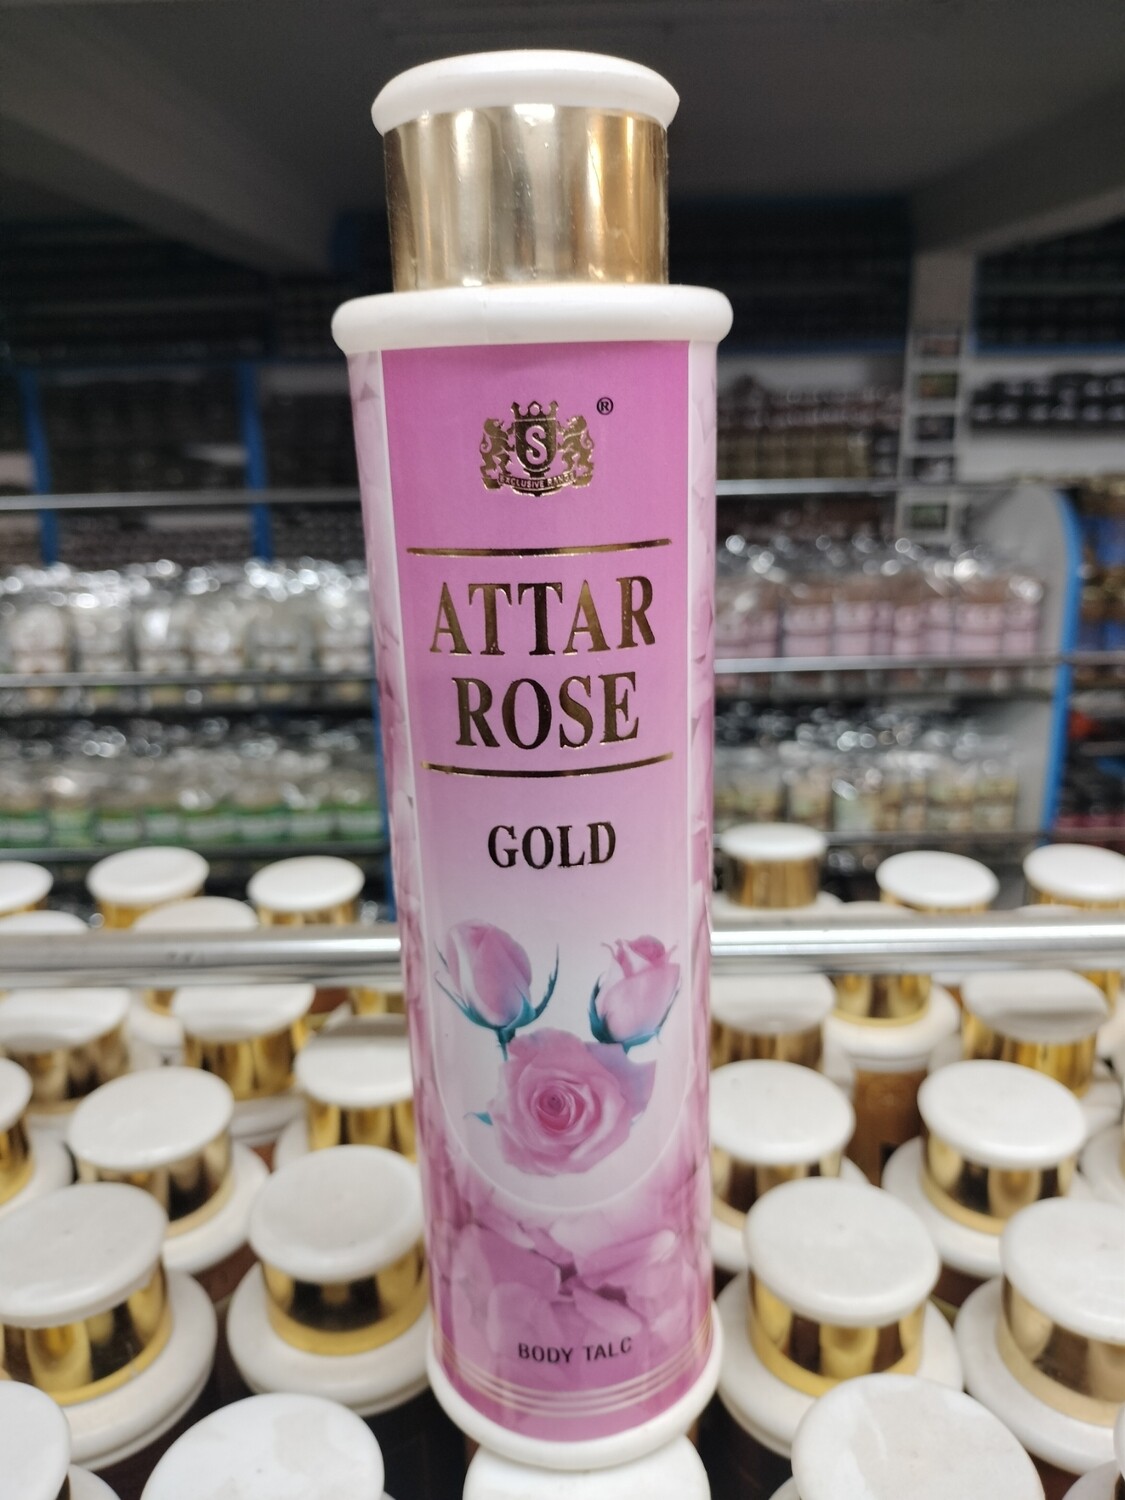 ®
S
EXCLUSIVE RANGE
ATTAR
ROSE
GOLD
BODY TALC